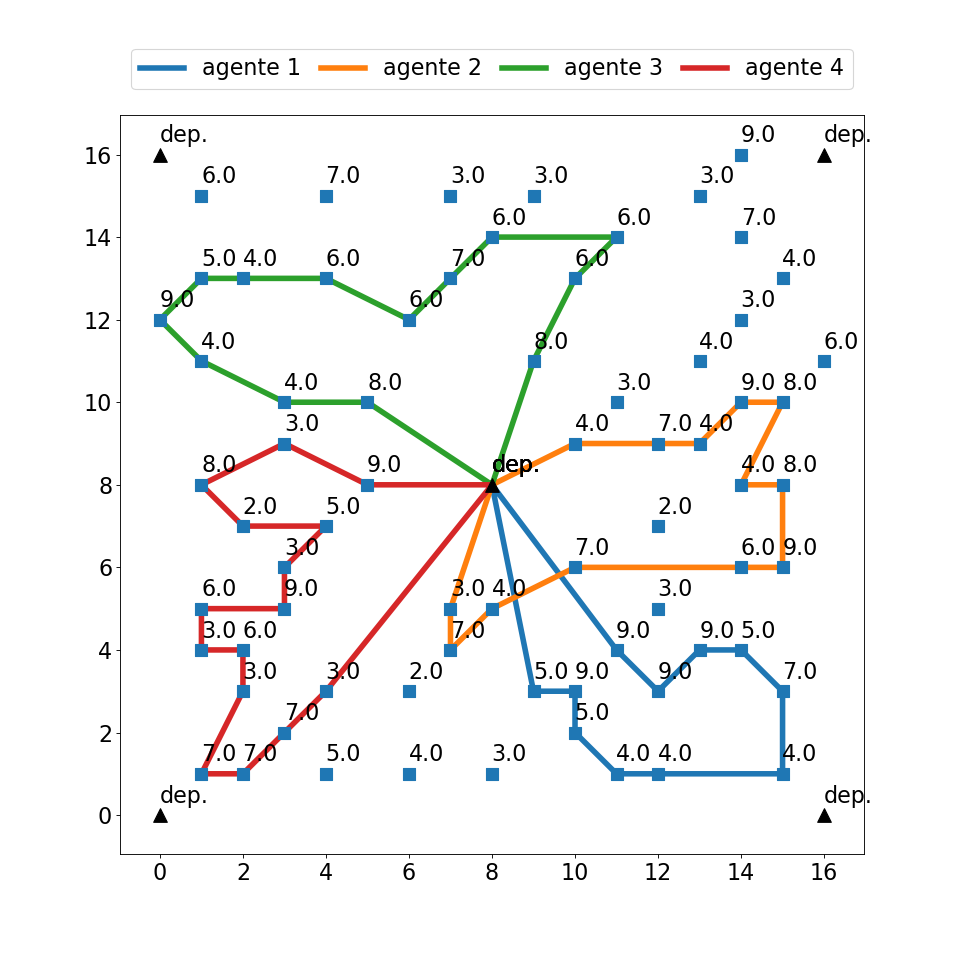 agente 1 agente 2 agente 3 agente 4
dep. 9.0 dep.
16
6.0 7.0 3.0 3.0 3.0
6.0 6.0 7.0
14
5.0 4.0 6.0 7.0 6.0 4.0
9.0 6.0 3.0
12
4.0 8.0 4.0 6.0
4.0 8.0 3.0 9.0 8.0
10
3.0 4.0 7.0 4.0
8.0 9.0 dep. 4.0 8.0
8
2.0 5.0 2.0
3.0 7.0 6.0 9.0
6
6.0 9.0 3.0 4.0 3.0
3.0 6.0 7.0 9.0 9.0 5.0
4
3.0 3.0 2.0 5.0 9.0 9.0 7.0
7.0 5.0
2
7.0 7.0 5.0 4.0 3.0 4.0 4.0 4.0
dep. dep.
0
0 2 4 6 8 10 12 14 16